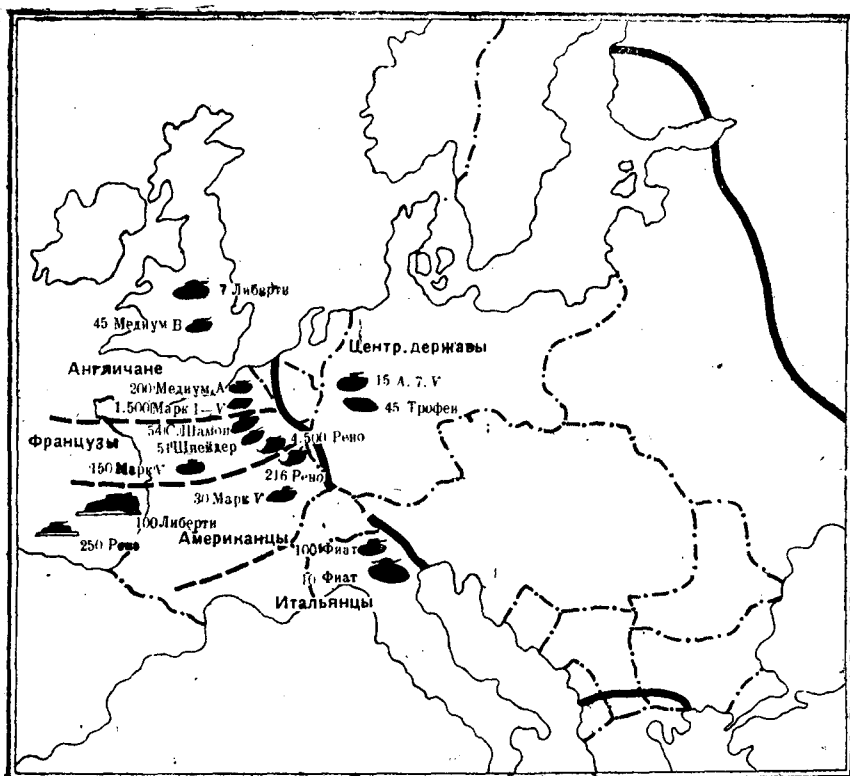 7 Либерти
45 Медиум В
Центр. державы
Англичане
200 Медиум А
15 А. 7. V
1.500 Марк I—V
45 Трофеи
54 С. Шамон
Французы
51 Шнейдер
4.500 Рено
150 Марк V
216 Рено
30 Марк V
100 Либерти
Американцы
250 Рено
100 Фиат
10 Фиат
Итальянцы